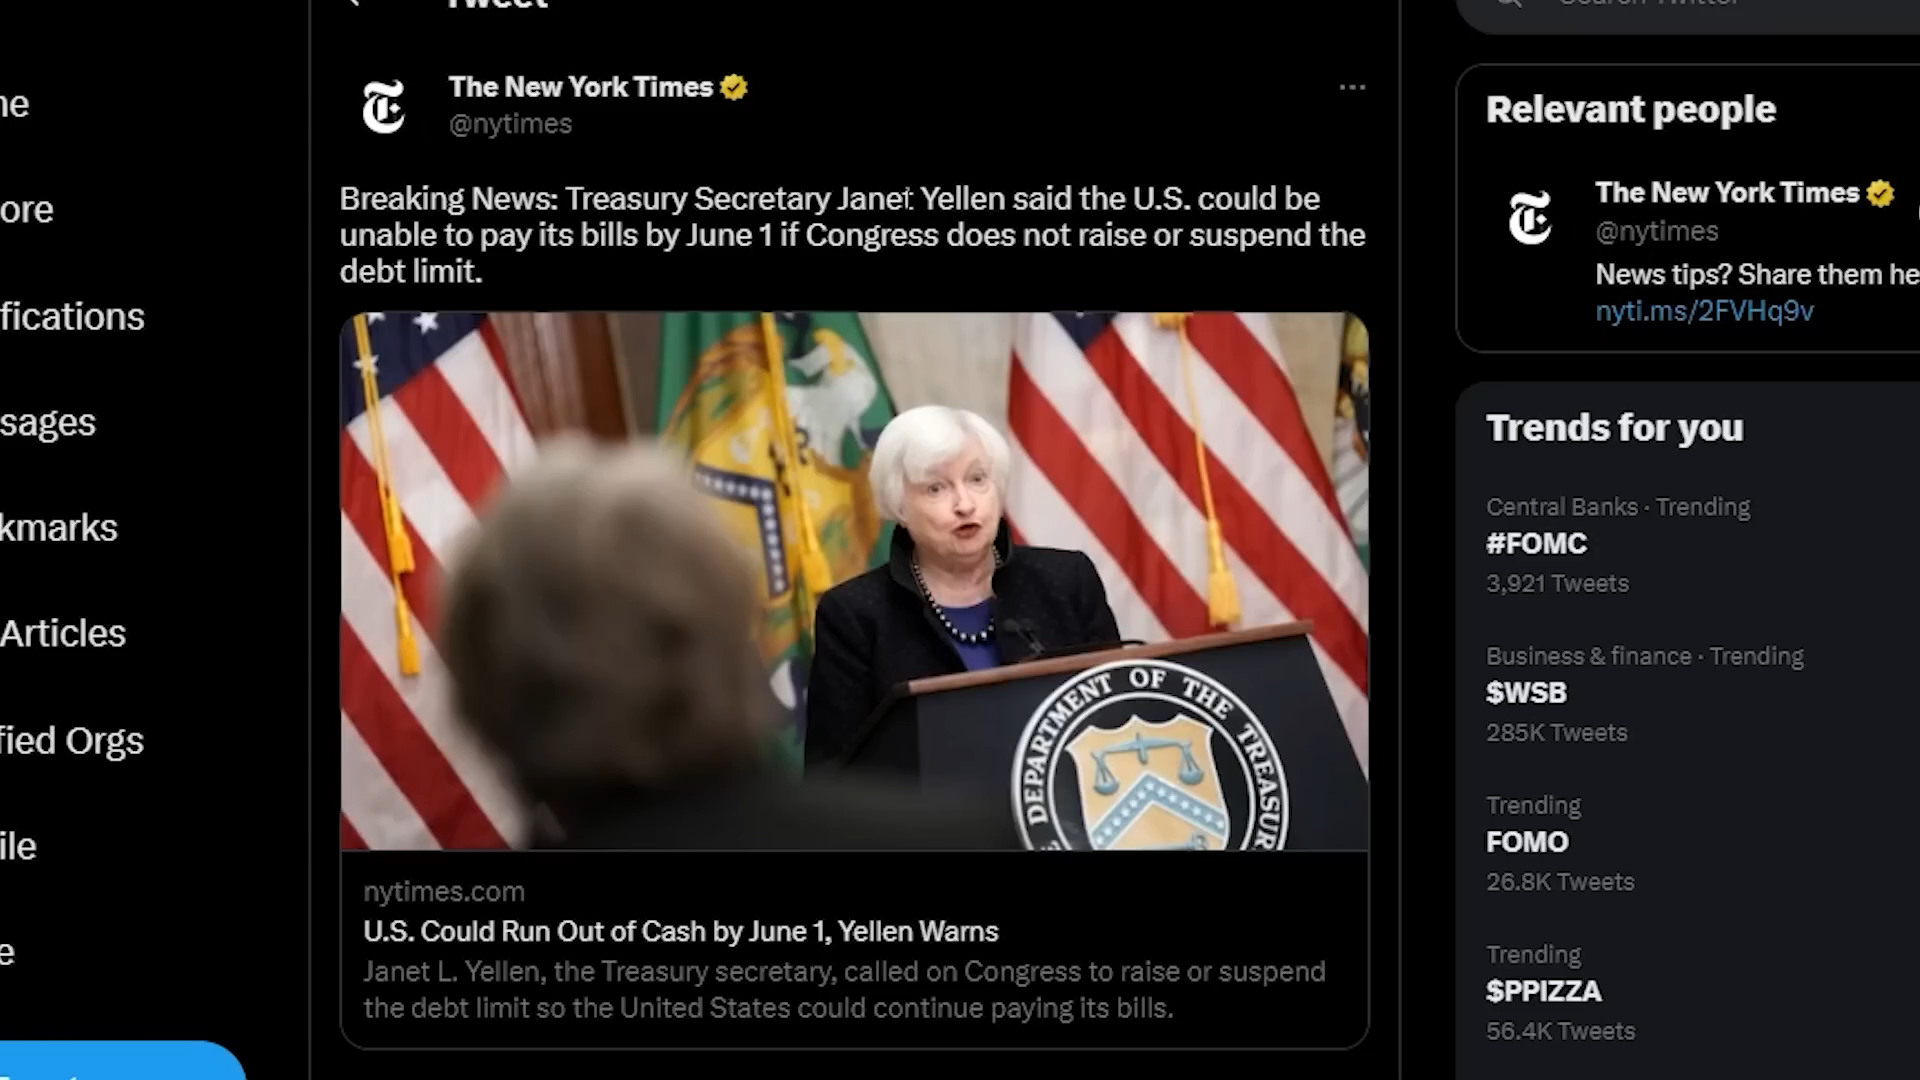 Tweet
The New York Times
@nytimes
Breaking News: Treasury Secretary Janet Yellen said the U.S. could be
unable to pay its bills by June 1 if Congress does not raise or suspend the
debt limit.
DEPARTMENT OF THE TREASUR
nytimes.com
U.S. Could Run Out of Cash by June 1, Yellen Warns
Janet L. Yellen, the Treasury secretary, called on Congress to raise or suspend
the debt limit so the United States could continue paying its bills.
ne
ore
fications
sages
kmarks
Articles
fied Orgs
ile
e
Search Twitter
Relevant people
The New York Times
@nytimes
News tips? Share them he
nyti.ms/2FVHq9v
Trends for you
Central Banks · Trending
#FOMC
3,921 Tweets
Business & finance · Trending
$WSB
285K Tweets
Trending
FOMO
26.8K Tweets
Trending
$PPIZZA
56.4K Tweets